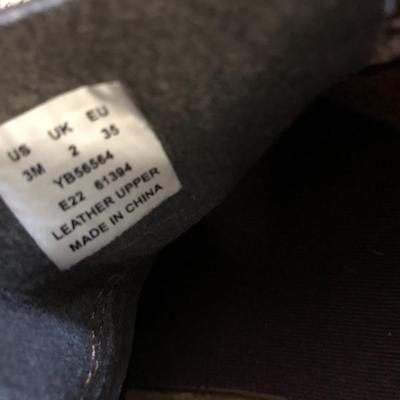 US UK EU
3M 2 35
YB56564
E22 61394
LEATHER UPPER
MADE IN CHINA